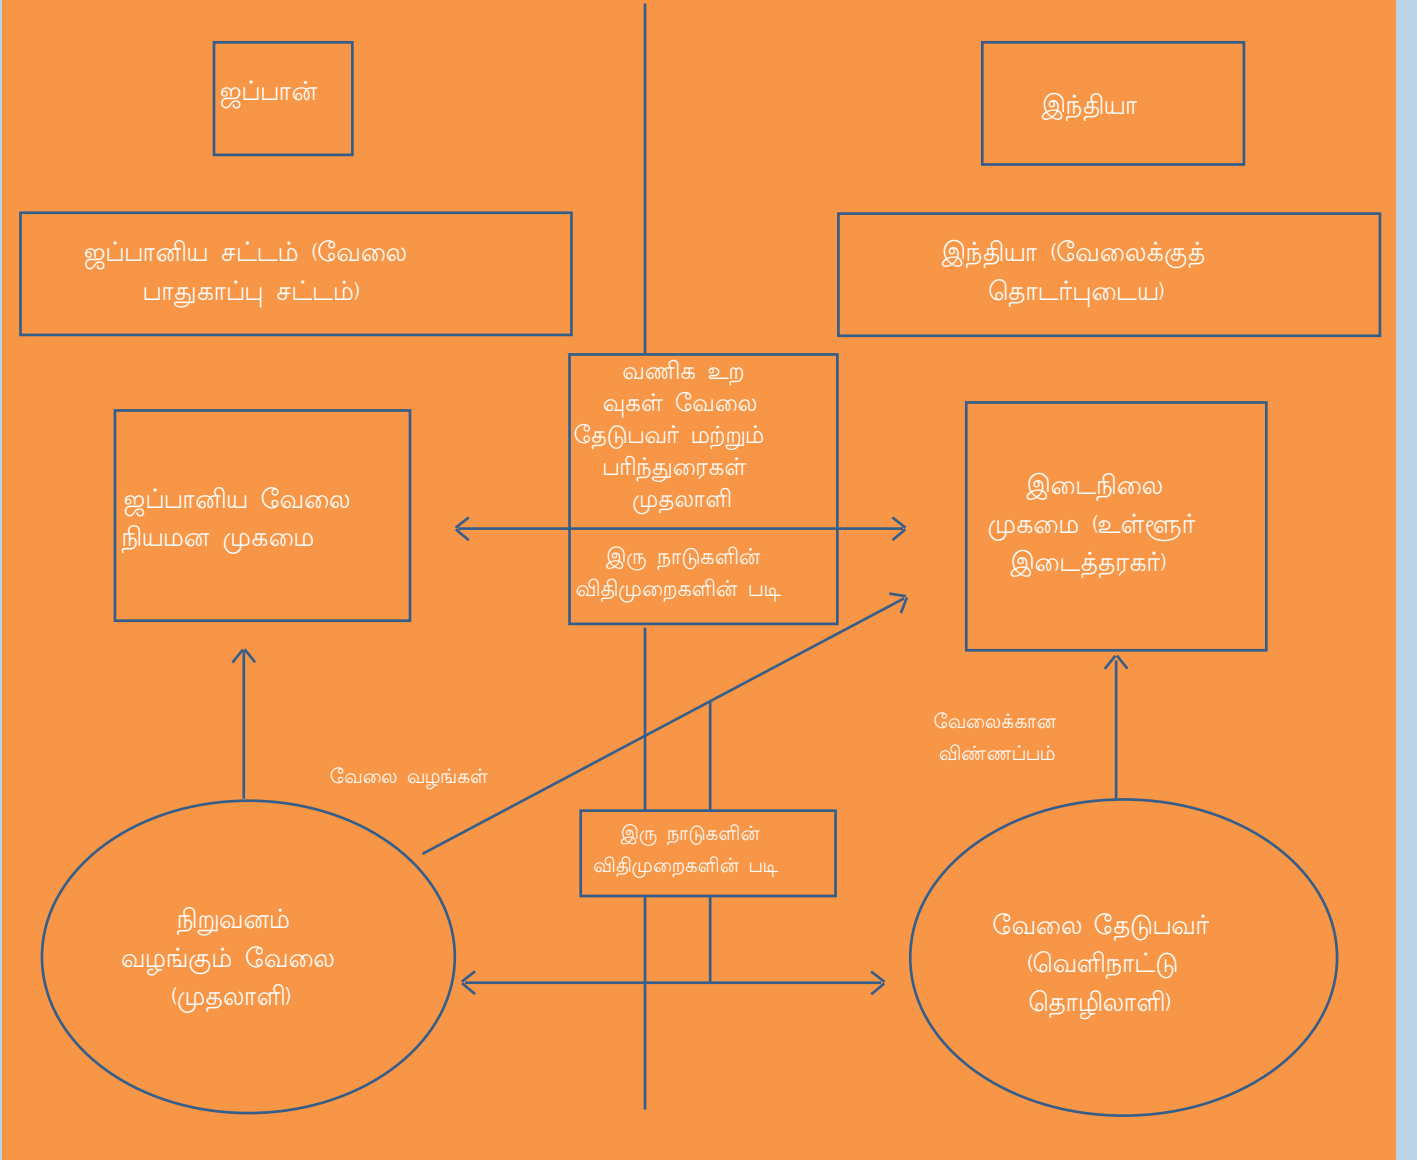 ஜப்பான்
இந்தியா
ஜப்பானிய சட்டம் (வேலை
பாதுகாப்பு சட்டம்)
இந்தியா (வேலைக்குத்
தொடர்புடைய)
வணிக உற
வுகள் வேலை
தேடுபவர் மற்றும்
பரிந்துரைகள்
முதலாளி
ஜப்பானிய வேலை
நியமன முகமை
இடைநிலை
முகமை (உள்ளூர்
இடைத்தரகர்)
இரு நாடுகளின்
விதிமுறைகளின் படி
வேலைக்கான
விண்ணப்பம்
வேலை வழங்கள்
இரு நாடுகளின்
விதிமுறைகளின் படி
நிறுவனம்
வழங்கும் வேலை
(முதலாளி)
வேலை தேடுபவர்
(வெளிநாட்டு
தொழிலாளி)